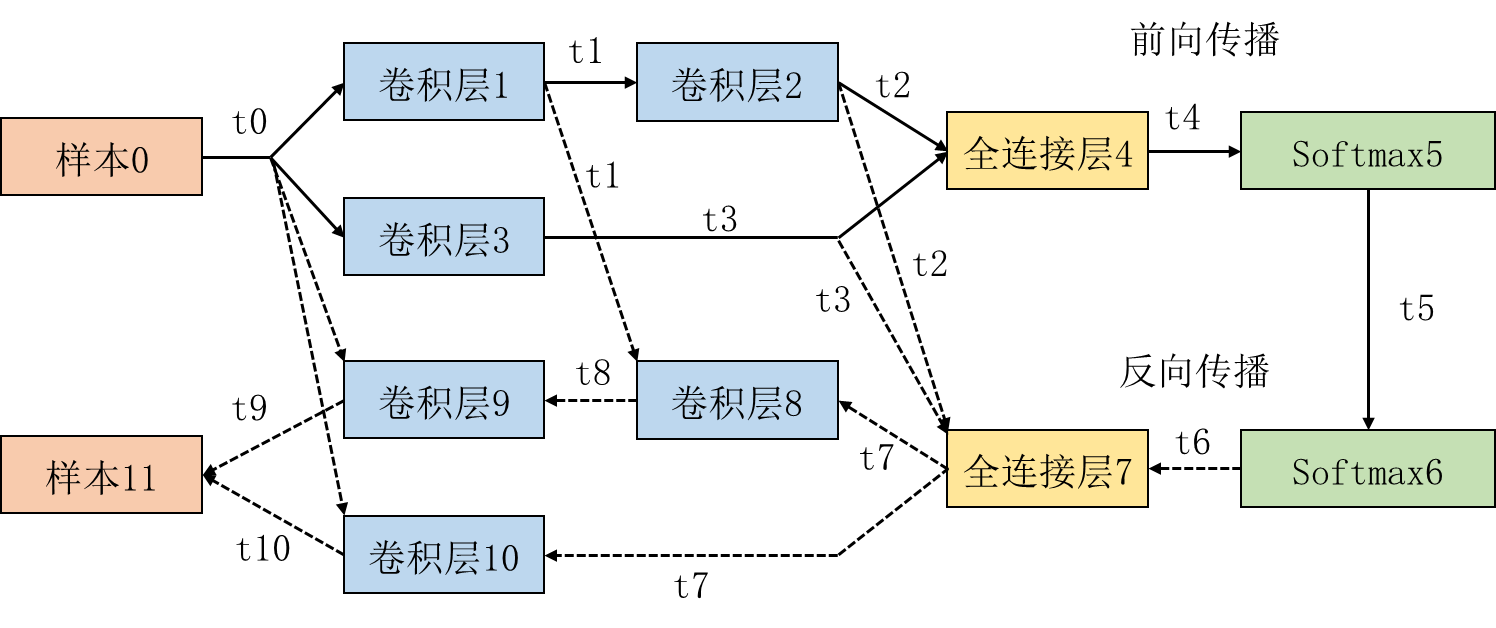 前向传播
t1
卷积层1
卷积层2
t2
t0
t4
样本0
全连接层4
Softmax5
t1
卷积层3
t3
t2
t3
t5
反向传播
t8
卷积层9
卷积层8
t9
t7
t6
样本11
全连接层7
Softmax6
t10
卷积层10
t7